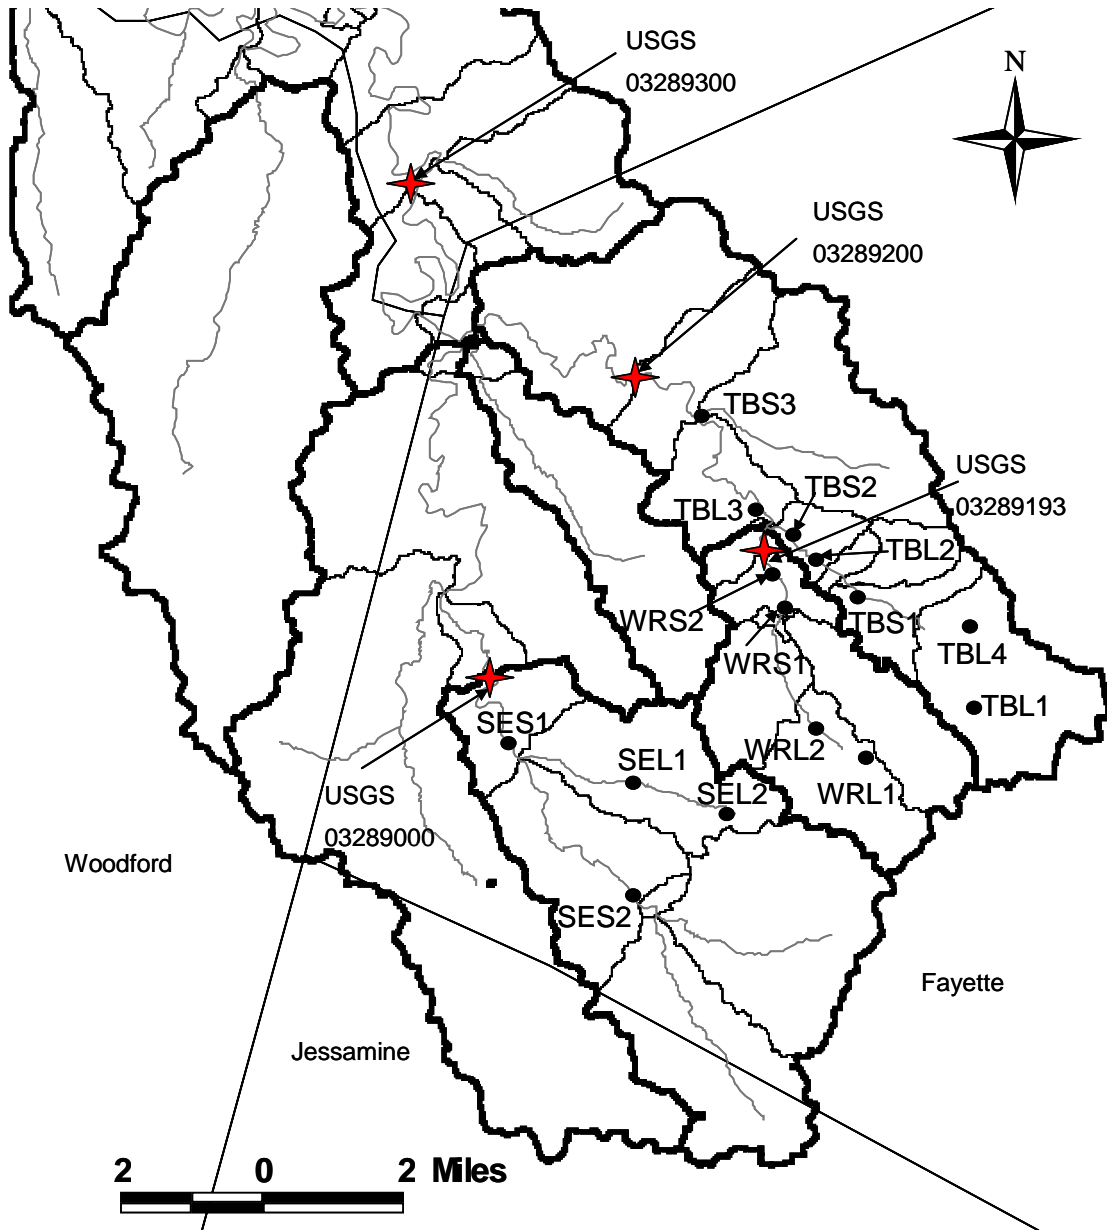 USGS
03289300
N
USGS
03289200
TBS3
USGS
03289193
TBS2
TBL3
TBL2
WRS2
TBS1
WRS1
TBL4
TBL1
SES1
WRL2
SEL1
SEL2
WRL1
USGS
03289000
Woodford
SES2
Fayette
Jessamine
2 0 2 Miles